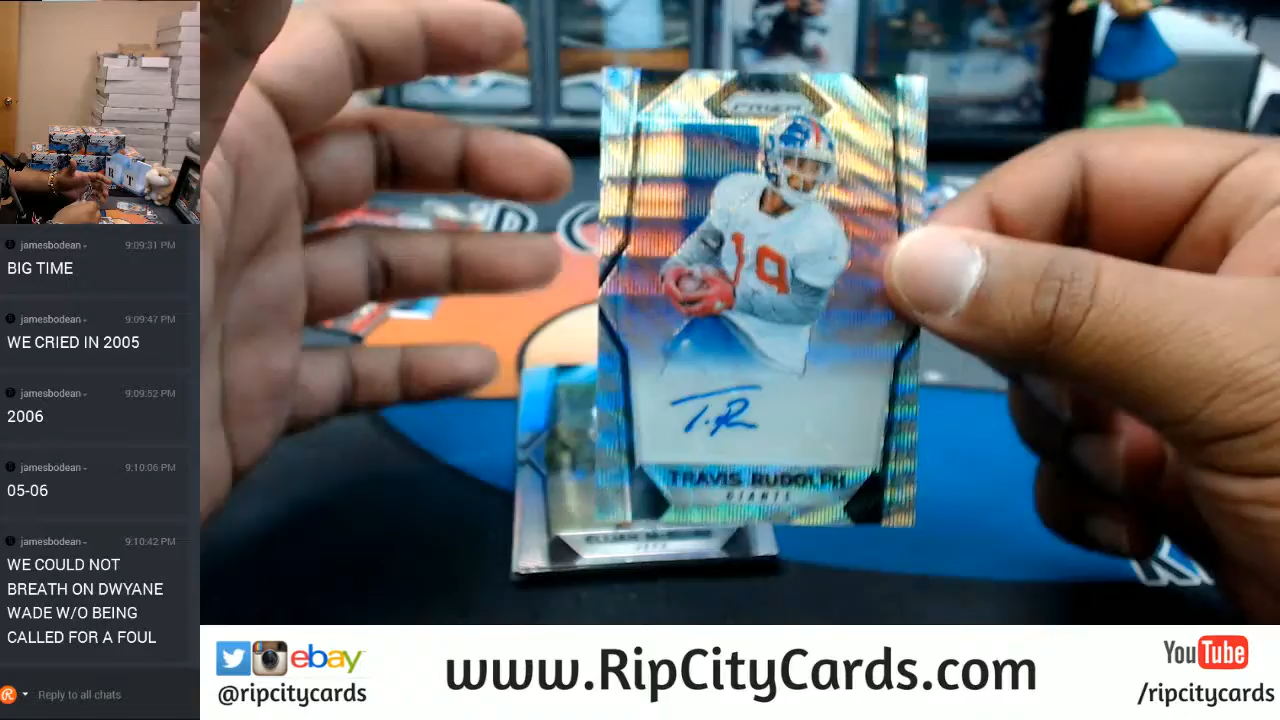 jamesbodean 9:09:31 PM
BIG TIME
jamesbodean 9:09:47 PM
WE CRIED IN 2005
jamesbodean 9:09:52 PM
2006
jamesbodean 9:10:06 PM
05-06
jamesbodean 9:10:42 PM
WE COULD NOT
BREATH ON DWYANE
WADE W/O BEING
CALLED FOR A FOUL
Reply to all chats
PRIZM
19
T. R
TRAVIS RUDOLPH
GIANTS
ebay
@ripcitycards
www.RipCityCards.com
YouTube
/ripcitycards